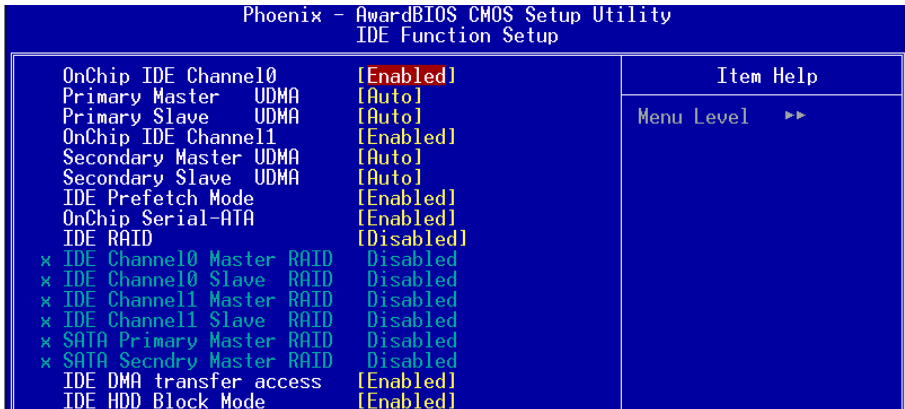 Phoenix - AwardBIOS CMOS Setup Utility
IDE Function Setup
OnChip IDE Channel0 [Enabled]
Primary Master UDMA [Auto]
Primary Slave UDMA [Auto]
OnChip IDE Channel1 [Enabled]
Secondary Master UDMA [Auto]
Secondary Slave UDMA [Auto]
IDE Prefetch Mode [Enabled]
OnChip Serial-ATA [Enabled]
IDE RAID [Disabled]
x IDE Channel0 Master RAID Disabled
x IDE Channel0 Slave RAID Disabled
x IDE Channel1 Master RAID Disabled
x IDE Channel1 Slave RAID Disabled
x SATA Primary Master RAID Disabled
x SATA Secndry Master RAID Disabled
IDE DMA transfer access [Enabled]
IDE HDD Block Mode [Enabled]
Item Help
Menu Level ►►